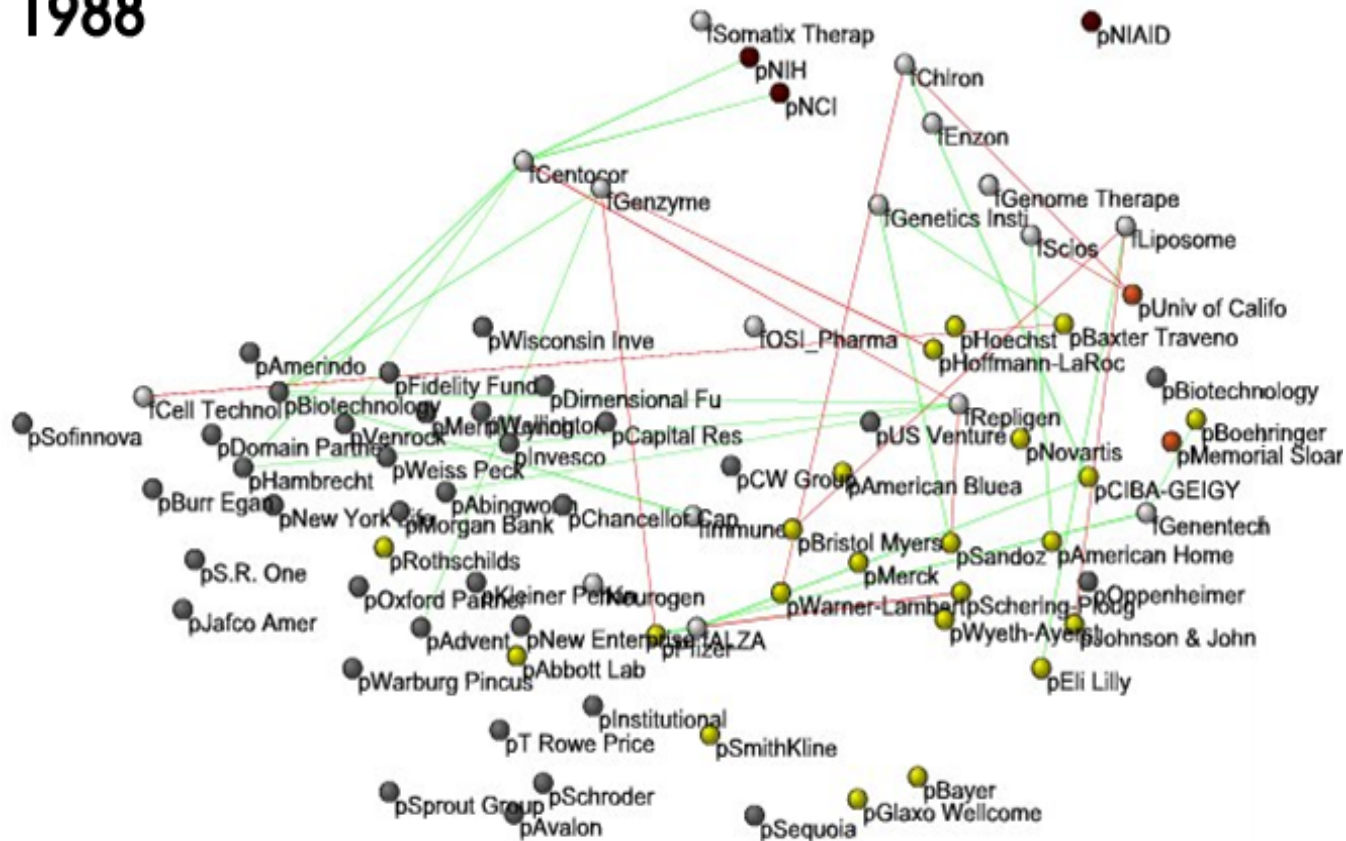 1988
fSomatix Therap
pNIAID
pNIH
fChiron
pNCI
fEnzon
fCentocor
fGenzyme
fGenome Therape
fGenetics Insti
fScios
fLiposome
pUniv of Califo
pWisconsin Inve
fOSI_Pharma
pHoechst
pBaxter Traveno
pAmerindo
pHoffmann-LaRoc
pFidelity Fund
pDimensional Fu
pBiotechnology
fCell Technol
pBiotechnology
fRepligen
pSofinnova
pVenrock
pMerrill Lynch
pWellington
pCapital Res
pUS Venture
pBoehringer
pDomain Partne
pInvesco
pNovartis
pMemorial Sloan
pHambrecht
pWeiss Peck
pCW Group
pAmerican Bluea
pCIBA-GEIGY
pBurr Egan
pNew York Life
pMorgan Bank
pAbingworth
pChancellor Cap
fImmune
fGenentech
pBristol Myers
pSandoz
pAmerican Home
pRothschilds
pMerck
pS.R. One
pOxford Partner
pKleiner Perkin
fNeurogen
pWarner-Lambert
pSchering-Ploug
pOppenheimer
pJafco Amer
pAdvent
pNew Enterprise
pPfizer
fALZA
pWyeth-Ayerst
pJohnson & John
pAbbott Lab
pWarburg Pincus
pEli Lilly
pInstitutional
pT Rowe Price
pSmithKline
pSprout Group
pSchroder
pBayer
pGlaxo Wellcome
pAvalon
pSequoia